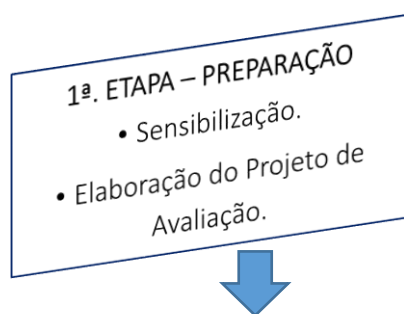 1ª. ETAPA – PREPARAÇÃO
• Sensibilização.
• Elaboração do Projeto de
Avaliação.